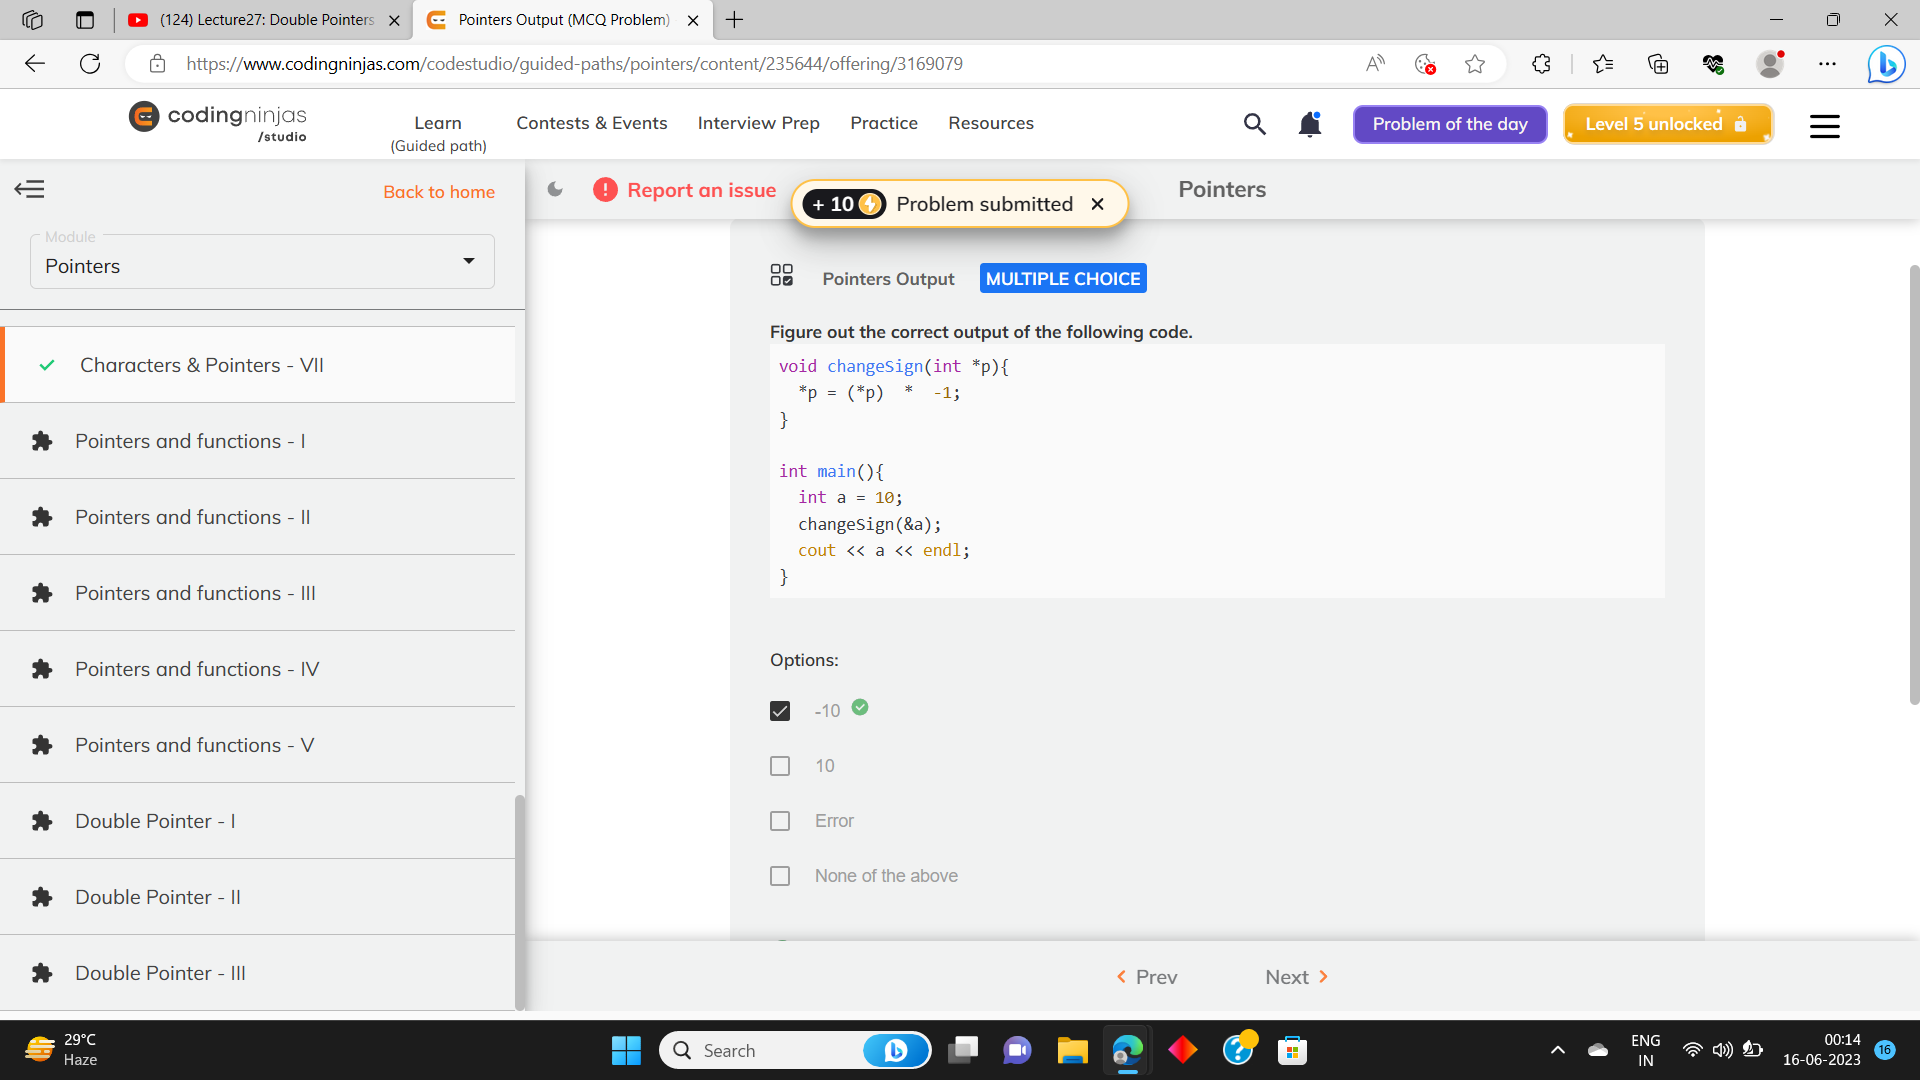 (124) Lecture27: Double Pointers
Pointers Output (MCQ Problem)
https://www.codingninjas.com/codestudio/guided-paths/pointers/content/235644/offering/3169079
codingninjas
/studio
Learn
(Guided path)
Contests & Events
Interview Prep
Practice
Resources
Problem of the day
Level 5 unlocked
Back to home
Report an issue
+ 10 Problem submitted
Pointers
Module
Pointers
Characters & Pointers - VII
Pointers and functions - I
Pointers and functions - II
Pointers and functions - III
Pointers and functions - IV
Pointers and functions - V
Double Pointer - I
Double Pointer - II
Double Pointer - III
Pointers Output MULTIPLE CHOICE
Figure out the correct output of the following code.
void changeSign(int *p){
*p = (*p) * -1;
}
int main(){
int a = 10;
changeSign(&a);
cout << a << endl;
}
Options:
-10
10
Error
None of the above
Prev
Next
29°C
Haze
Search
ENG
IN
00:14
16-06-2023
16